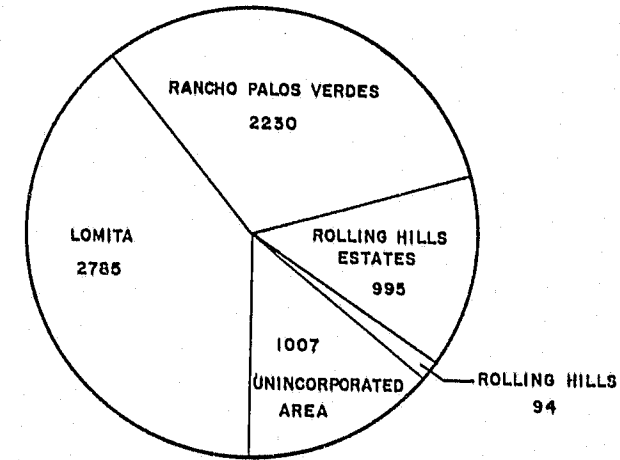 RANCHO PALOS VERDES
2230
LOMITA
2785
ROLLING HILLS
ESTATES
995
1007
UNINCORPORATED
AREA
ROLLING HILLS
94